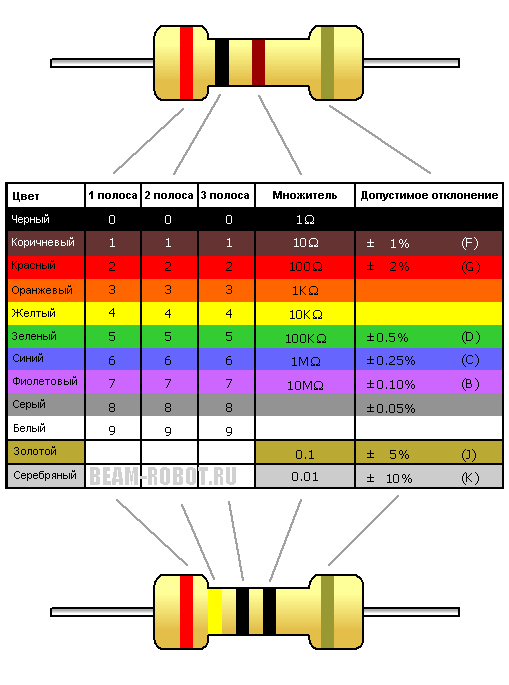 Цвет 1 полоса 2 полоса 3 полоса Множитель Допустимое отклонение
Черный 0 0 0 1Ω
Коричневый 1 1 1 10Ω ± 1% (F)
Красный 2 2 2 100Ω ± 2% (G)
Оранжевый 3 3 3 1KΩ
Желтый 4 4 4 10KΩ
Зеленый 5 5 5 100KΩ ±0.5% (D)
Синий 6 6 6 1MΩ ±0.25% (C)
Фиолетовый 7 7 7 10MΩ ±0.10% (B)
Серый 8 8 8 ±0.05%
Белый 9 9 9
Золотой 0.1 ± 5% (J)
Серебряный BEAM-ROBOT.RU 0.01 ± 10% (K)